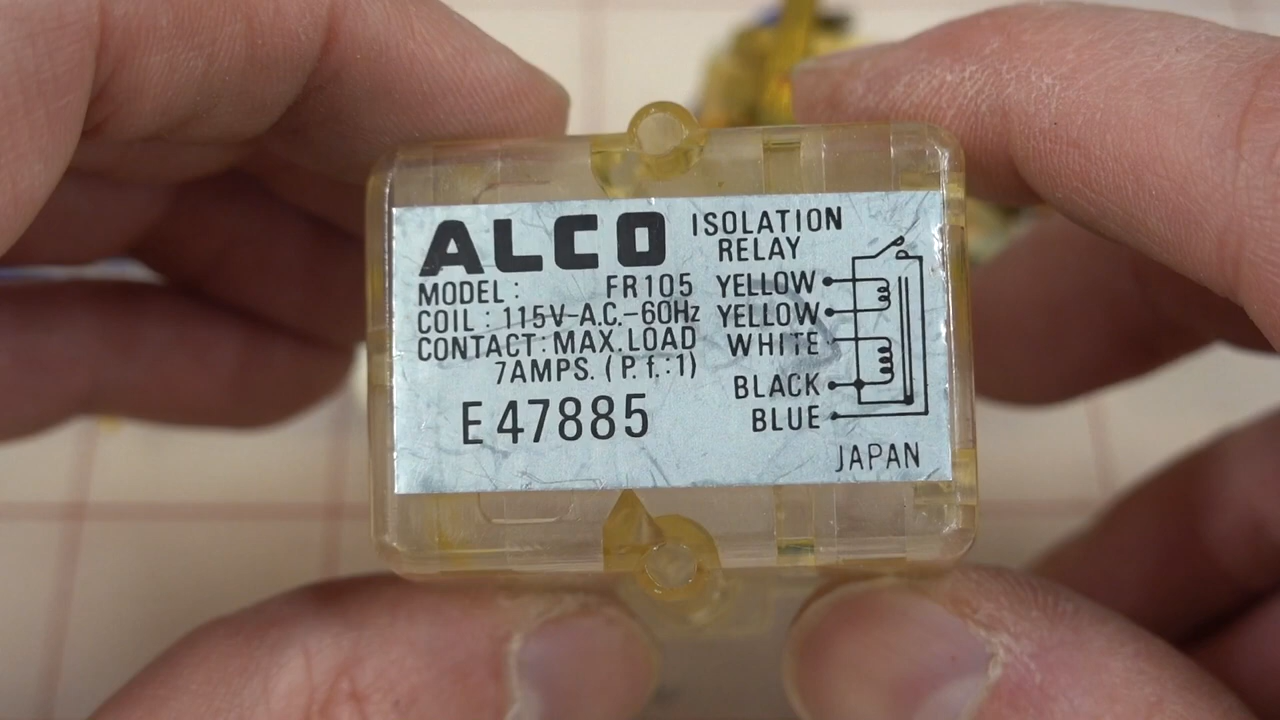 ALCO
MODEL: FR105
COIL: 115V-A.C.-60Hz
CONTACT: MAX. LOAD
7AMPS. (P.f.:1)
E47885
ISOLATION
RELAY
YELLOW
YELLOW
WHITE
BLACK
BLUE
JAPAN